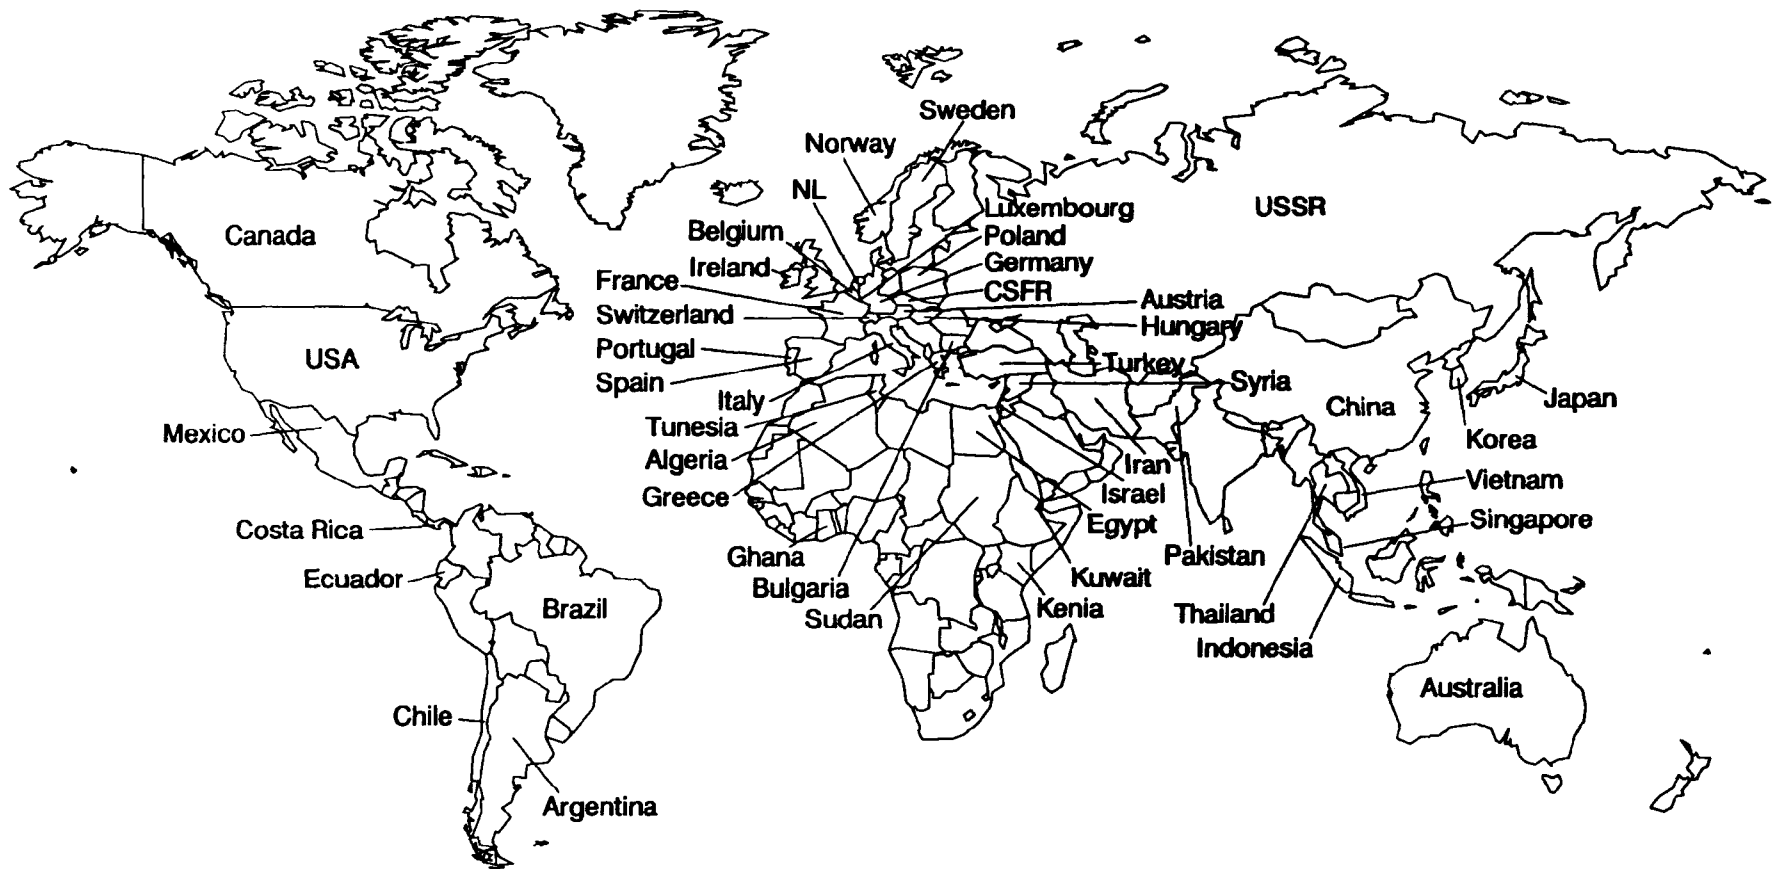 Sweden
Norway
NL
Luxembourg
USSR
Belgium
Poland
Canada
Ireland
Germany
France
CSFR
Austria
Switzerland
Hungary
Portugal
USA
Turkey
Spain
Syria
Italy
China
Japan
Tunesia
Mexico
Korea
Algeria
Iran
Vietnam
Greece
Israel
Singapore
Egypt
Costa Rica
Ghana
Pakistan
Ecuador
Kuwait
Bulgaria
Brazil
Kenia
Thailand
Sudan
Indonesia
Australia
Chile
Argentina